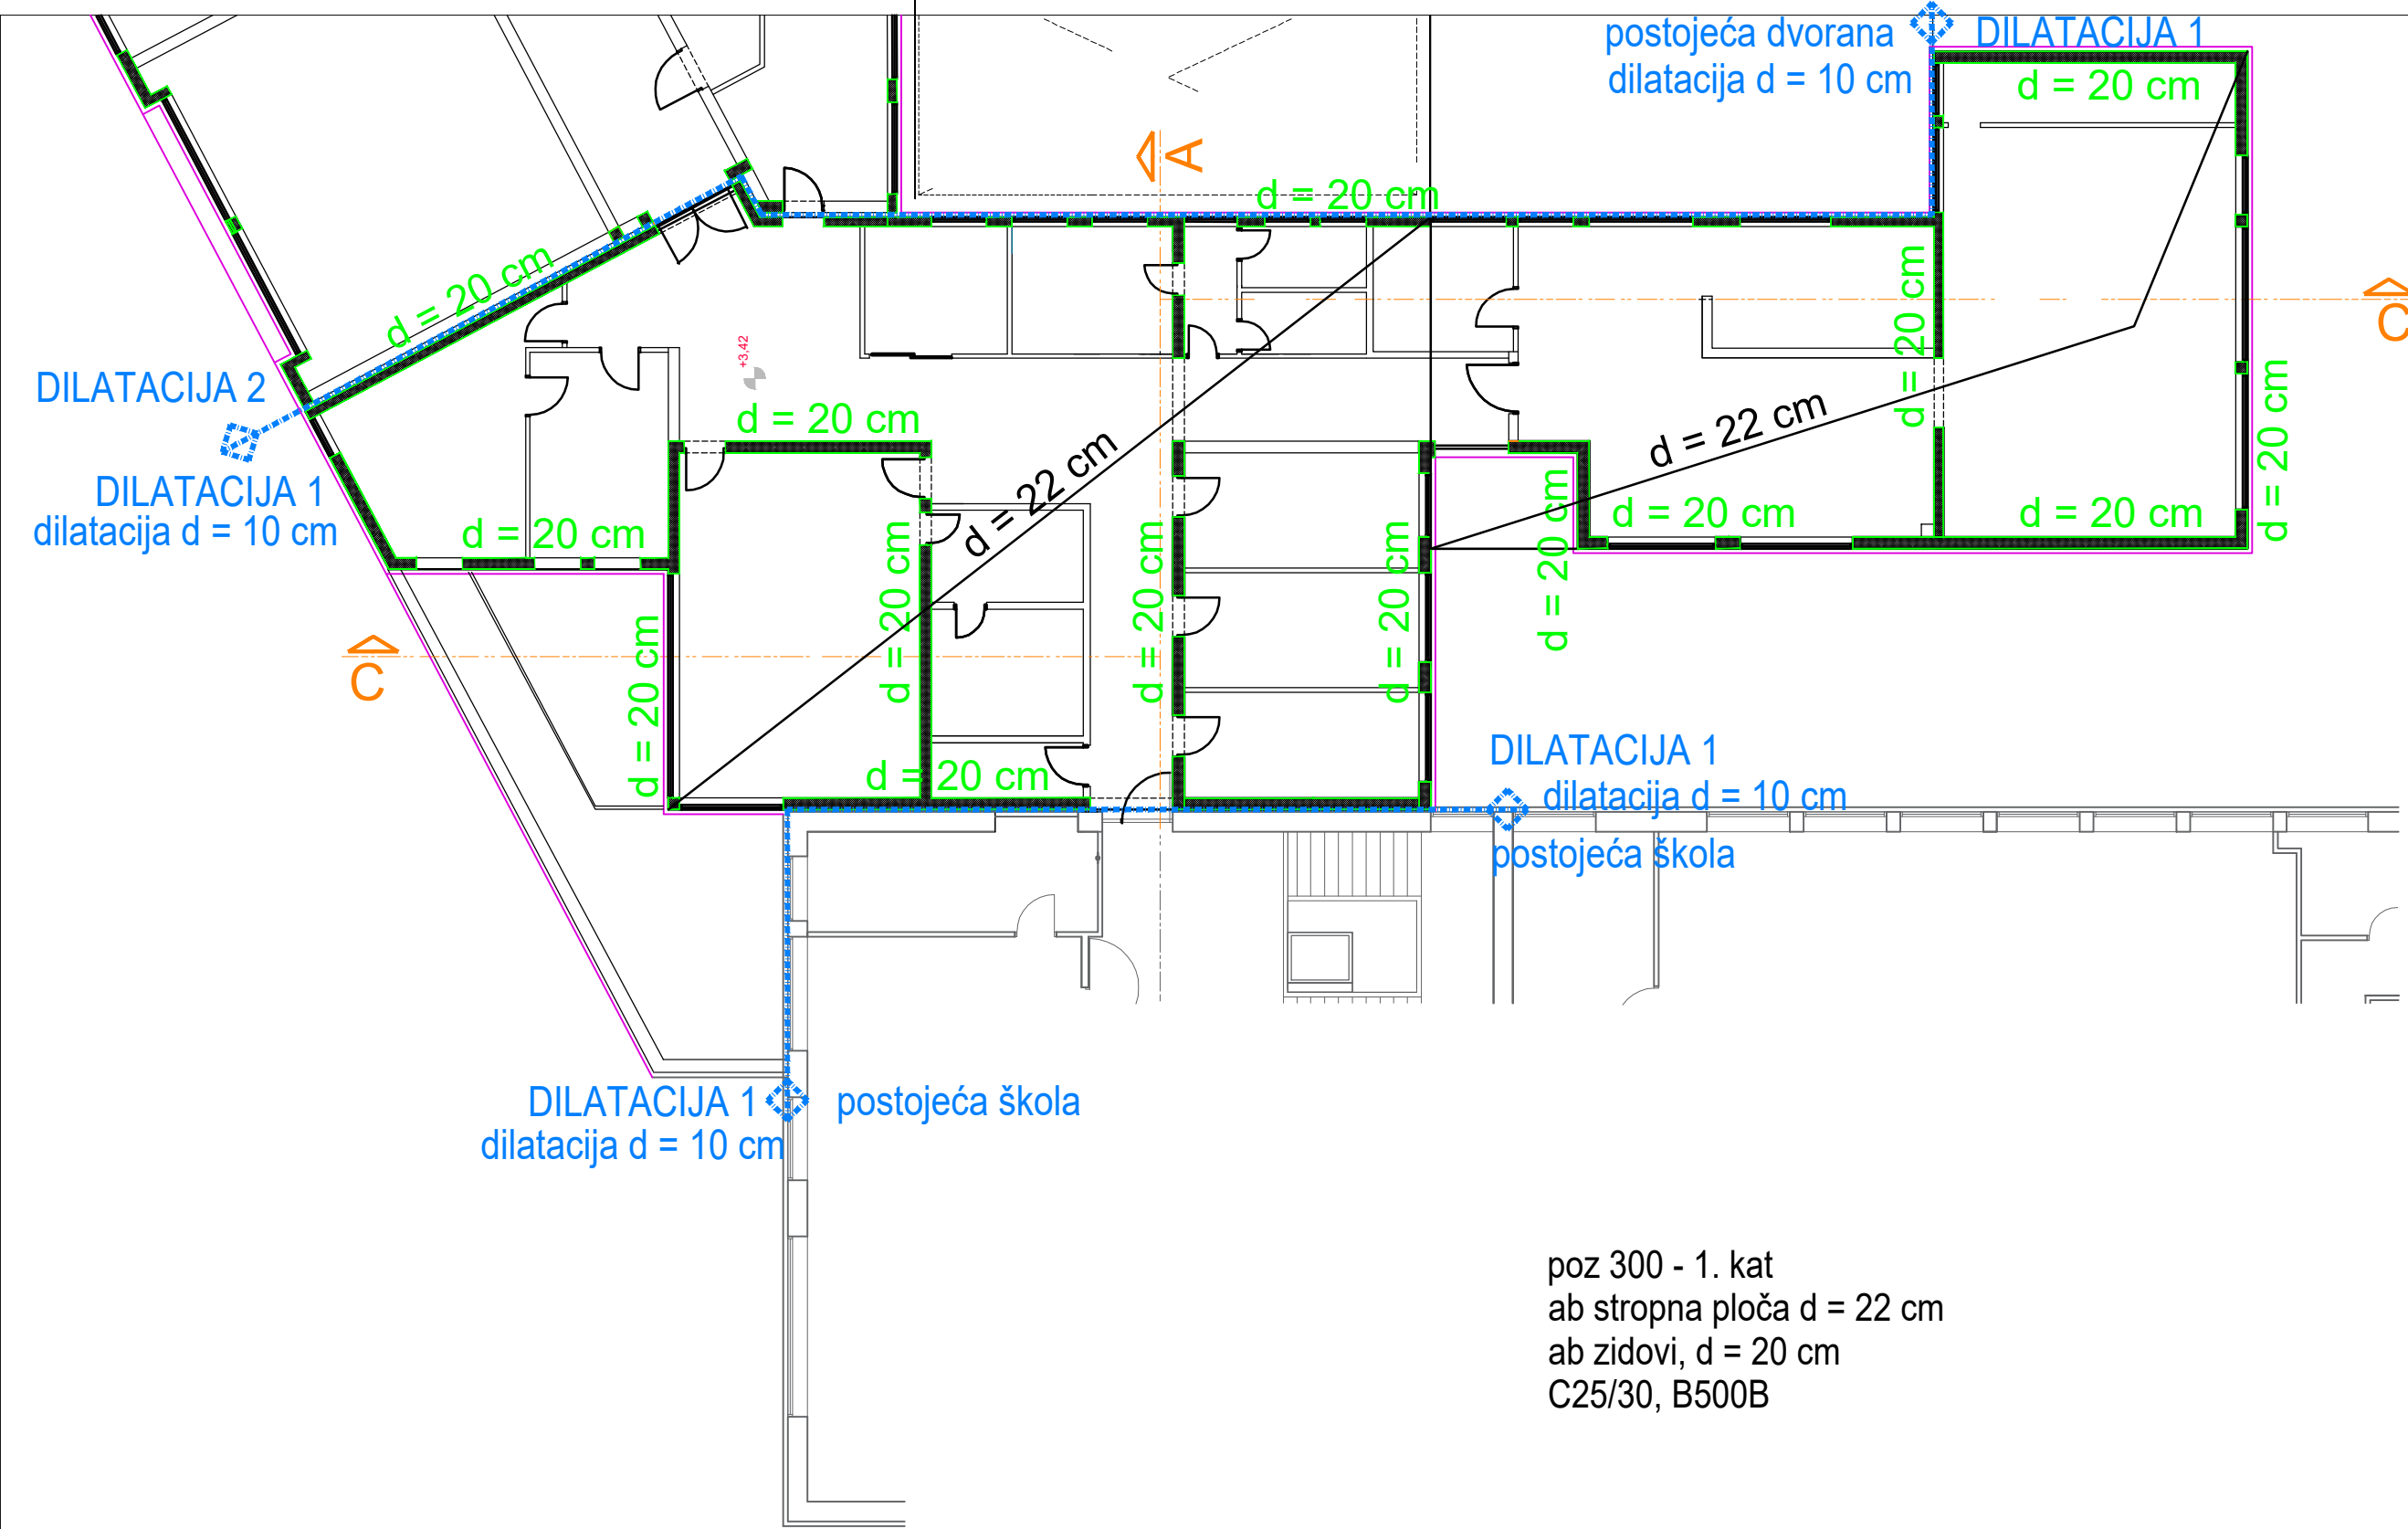 postojeća dvorana
DILATACIJA 1
dilatacija d = 10 cm
d = 20 cm
A
d = 20 cm
d = 20 cm
d = 20 cm
C
+3,42
DILATACIJA 2
d = 20 cm
d = 22 cm
d = 22 cm
d = 20 cm
DILATACIJA 1
dilatacija d = 10 cm
d = 20 cm
d = 20 cm
d = 20 cm
d = 20 cm
d = 20 cm
d = 20 cm
d = 20 cm
d = 20 cm
C
d = 20 cm
d = 20 cm
DILATACIJA 1
dilatacija d = 10 cm
postojeća škola
DILATACIJA 1
postojeća škola
dilatacija d = 10 cm
poz 300 - 1. kat
ab stropna ploča d = 22 cm
ab zidovi, d = 20 cm
C25/30, B500B